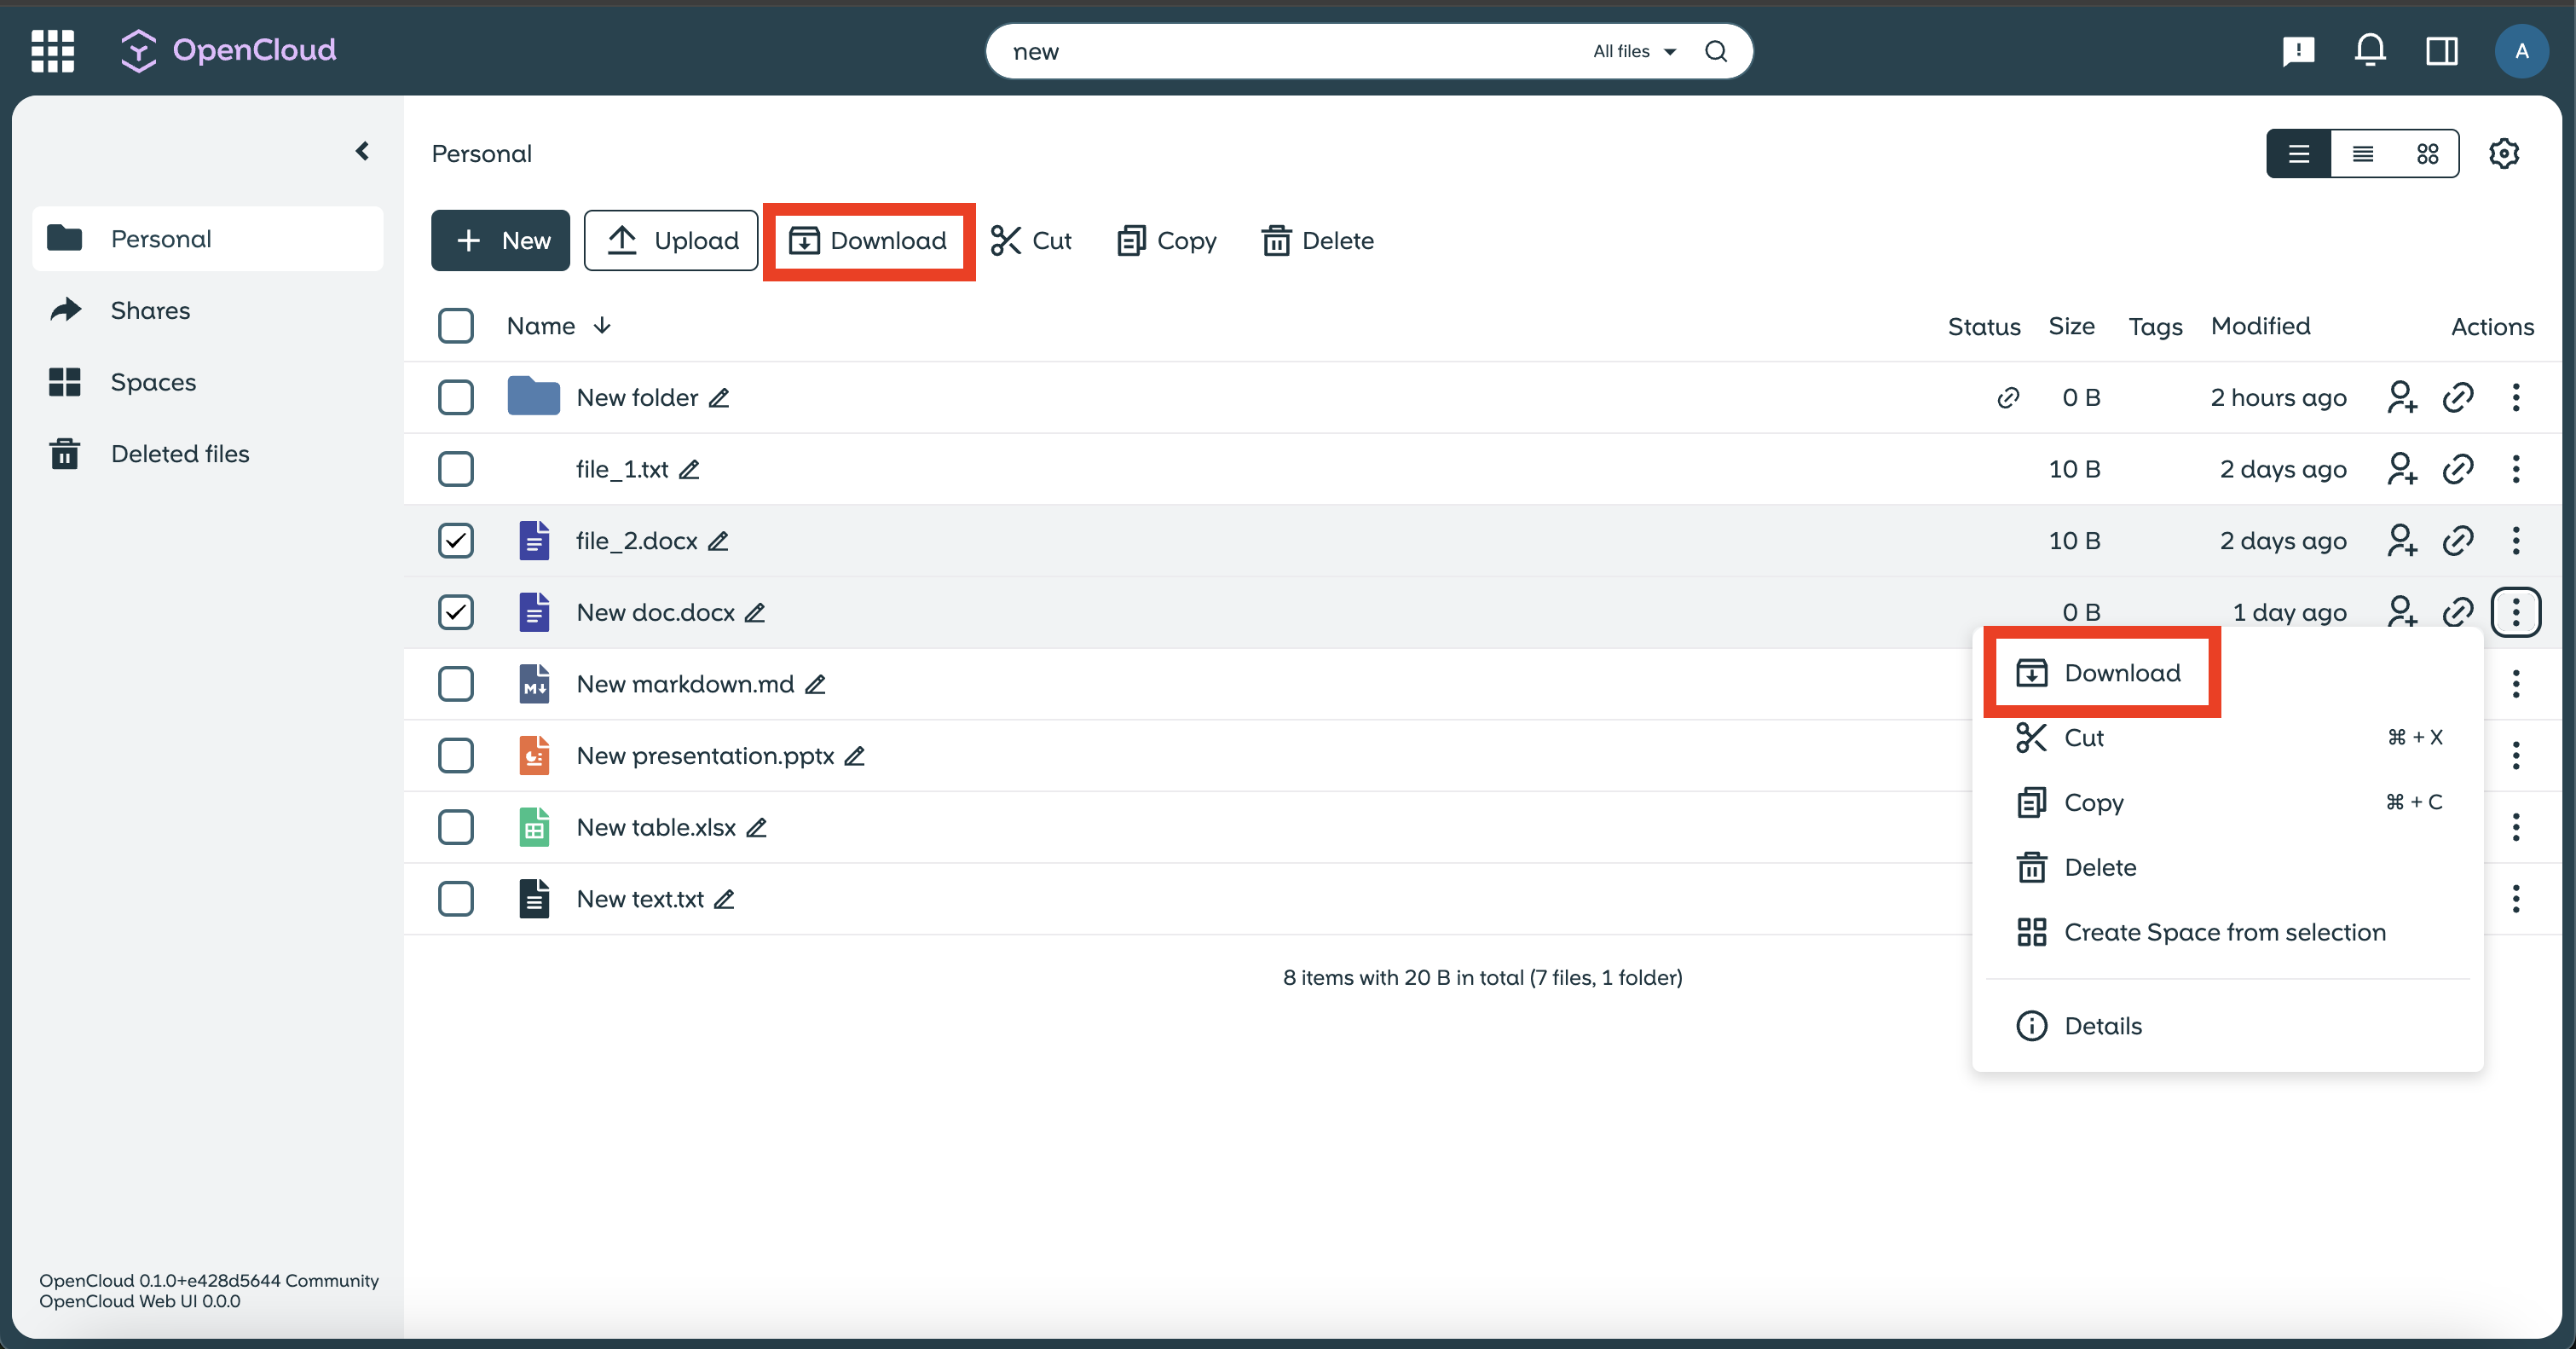 OpenCloud
new
All files
A
Personal
Personal
Shares
Spaces
Deleted files
New
Upload
Download
Cut
Copy
Delete
Name Status Size Tags Modified Actions
New folder 0 B 2 hours ago
file_1.txt 10 B 2 days ago
file_2.docx 10 B 2 days ago
New doc.docx 0 B 1 day ago
New markdown.md
New presentation.pptx
New table.xlsx
New text.txt
8 items with 20 B in total (7 files, 1 folder)
Download
Cut ⌘ + X
Copy ⌘ + C
Delete
Create Space from selection
Details
OpenCloud 0.1.0+e428d5644 Community
OpenCloud Web UI 0.0.0